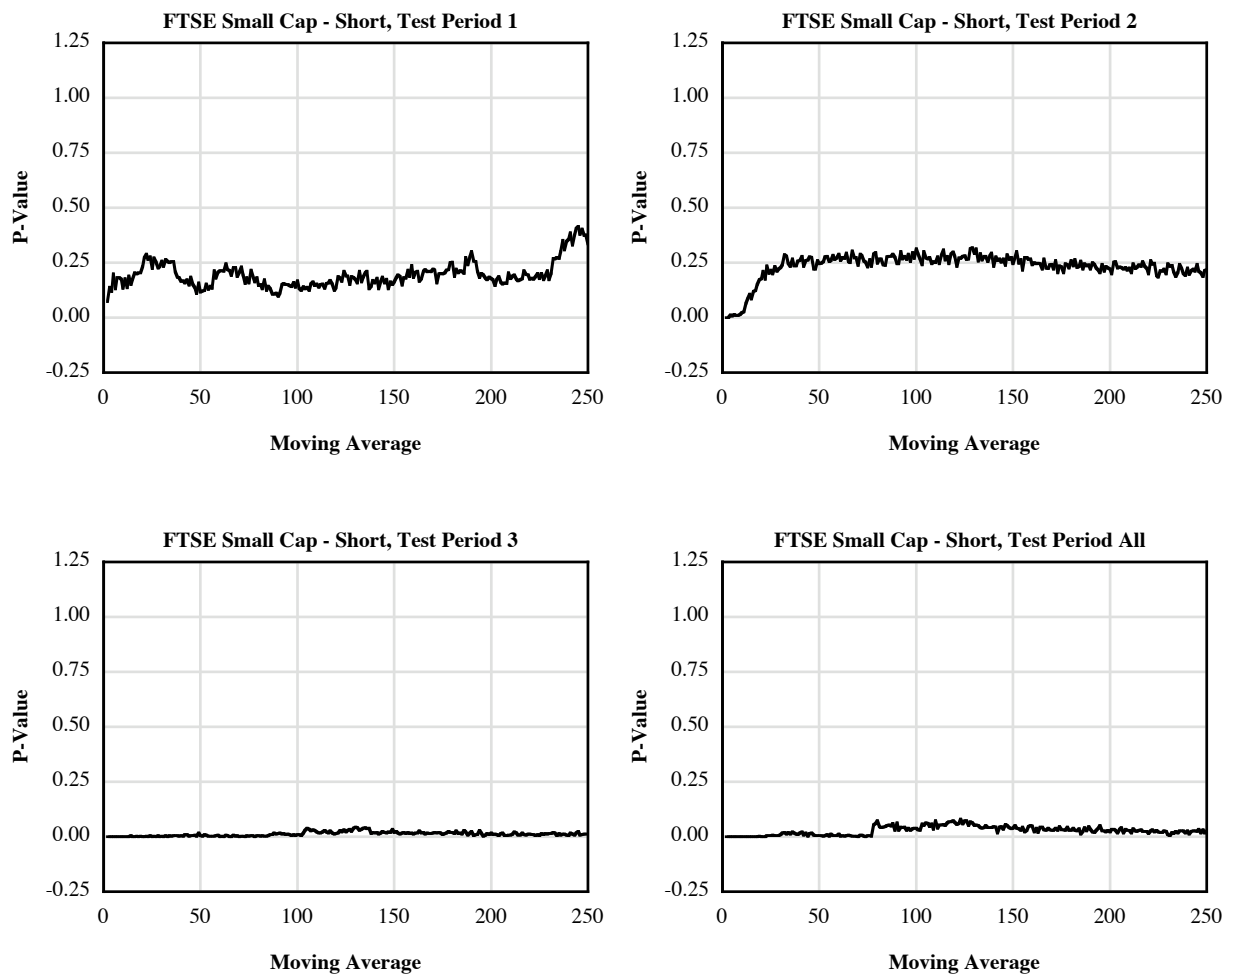 FTSE Small Cap - Short, Test Period 1
1.25
1.00
0.75
0.50
0.25
0.00
-0.25
P-Value
0 50 100 150 200 250
Moving Average
FTSE Small Cap - Short, Test Period 2
1.25
1.00
0.75
0.50
0.25
0.00
-0.25
P-Value
0 50 100 150 200 250
Moving Average
FTSE Small Cap - Short, Test Period 3
1.25
1.00
0.75
0.50
0.25
0.00
-0.25
P-Value
0 50 100 150 200 250
Moving Average
FTSE Small Cap - Short, Test Period All
1.25
1.00
0.75
0.50
0.25
0.00
-0.25
P-Value
0 50 100 150 200 250
Moving Average